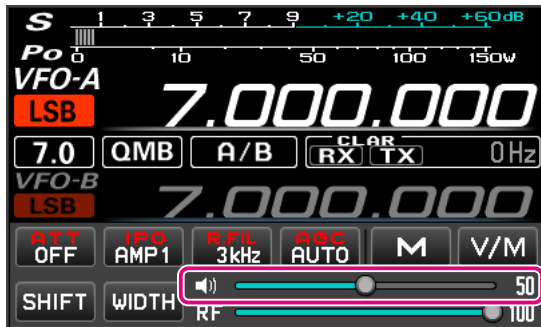 S 1 . 3 . 5 . 7 . 9 +20 +40 +60dB
Po 0 10 50 100 150W
VFO-A
LSB 7.000.000
7.0 QMB A/B CLAR RX TX 0Hz
VFO-B
LSB 7.000.000
ATT IPO R.FIL AGC
OFF AMP1 3kHz AUTO M V/M
50
SHIFT WIDTH RF 100